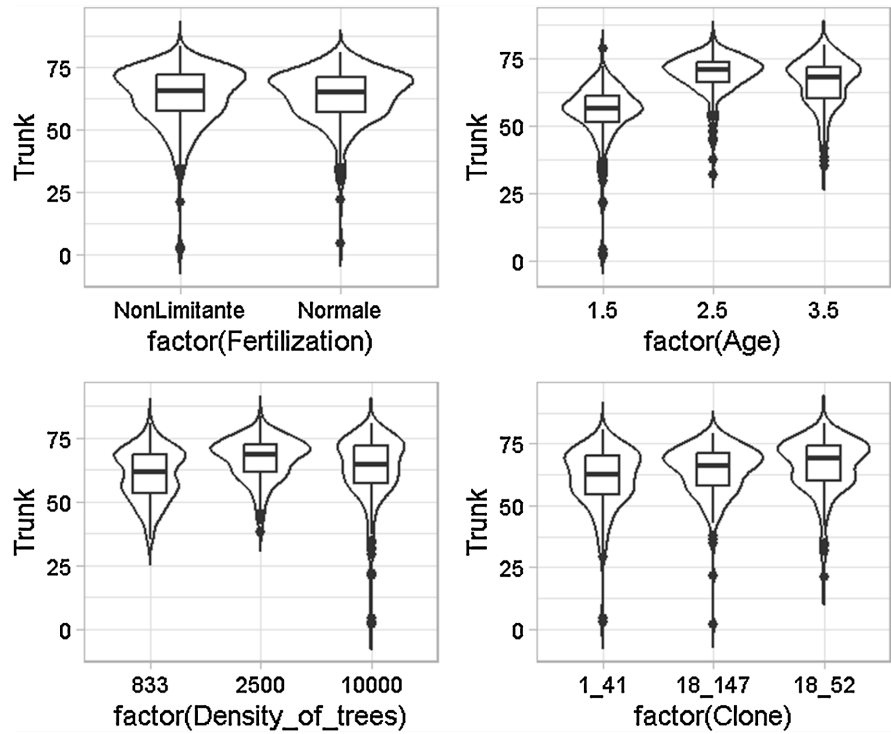 Trunk
75
50
25
0
NonLimitante Normale
factor(Fertilization)
Trunk
75
50
25
0
1.5 2.5 3.5
factor(Age)
Trunk
75
50
25
0
833 2500 10000
factor(Density_of_trees)
Trunk
75
50
25
0
1_41 18_147 18_52
factor(Clone)